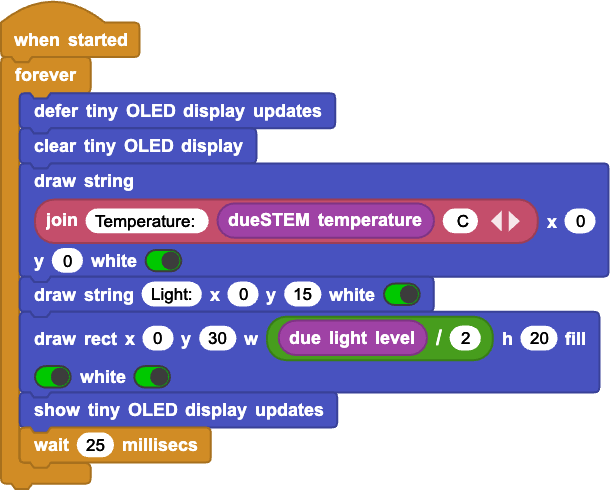 when started
forever
defer tiny OLED display updates
clear tiny OLED display
draw string
join Temperature: dueSTEM temperature C x 0
y 0 white
draw string Light: x 0 y 15 white
draw rect x 0 y 30 w due light level / 2 h 20 fill
white
show tiny OLED display updates
wait 25 millisecs